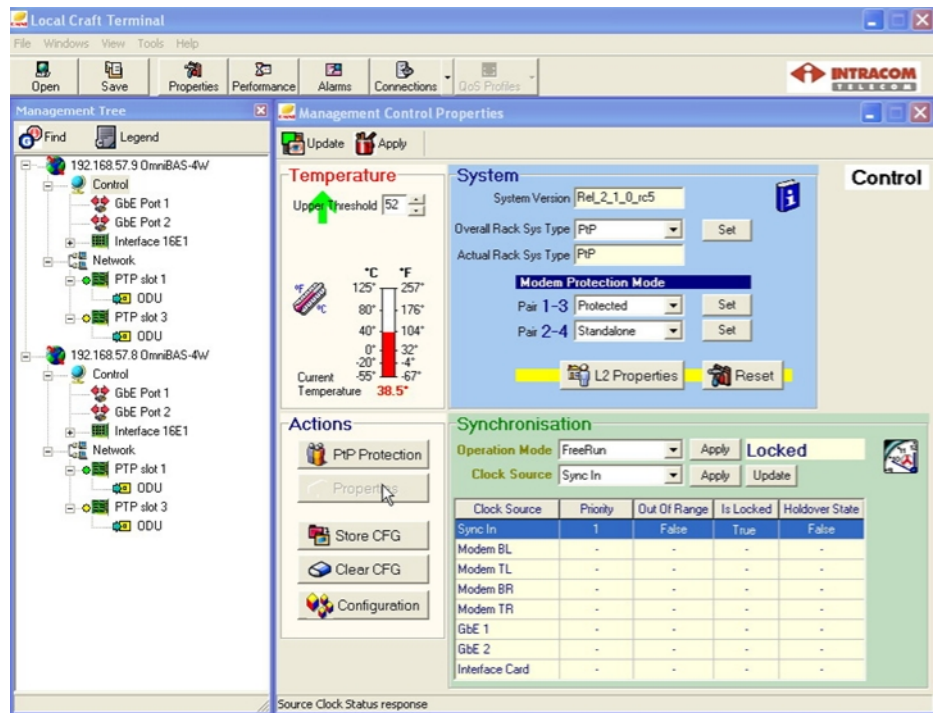 Local Craft Terminal
File Windows View Tools Help
Open Save Properties Performance Alarms Connections QoS Profiles
INTRACOM
TELECOM
Management Tree
Find Legend
192.168.57.9 OmniBAS-4W
Control
GbE Port 1
GbE Port 2
Interface 16E1
Network
PTP slot 1
ODU
PTP slot 3
ODU
192.168.57.8 OmniBAS-4W
Control
GbE Port 1
GbE Port 2
Interface 16E1
Network
PTP slot 1
ODU
PTP slot 3
ODU
Management Control Properties
Update Apply
Temperature
Upper Threshold 52
°C °F
°F
°C
125° 257°
80° 176°
40° 104°
0° 32°
-20° -4°
-55° -67°
Current
Temperature 38.5°
System
Control
System Version Rel_2_1_0_rc5
Overall Rack Sys Type PtP Set
Actual Rack Sys Type PtP
Modem Protection Mode
Pair 1-3 Protected Set
Pair 2-4 Standalone Set
L2 Properties Reset
Actions
PtP Protection
Properties
Store CFG
Clear CFG
Configuration
Synchronisation
Operation Mode FreeRun Apply Locked
Clock Source Sync In Apply Update
Clock Source Priority Out Of Range Is Locked Holdover State
Sync In 1 False True False
Modem BL - - - -
Modem TL - - - -
Modem BR - - - -
Modem TR - - - -
GbE 1 - - - -
GbE 2 - - - -
Interface Card - - - -
Source Clock Status response